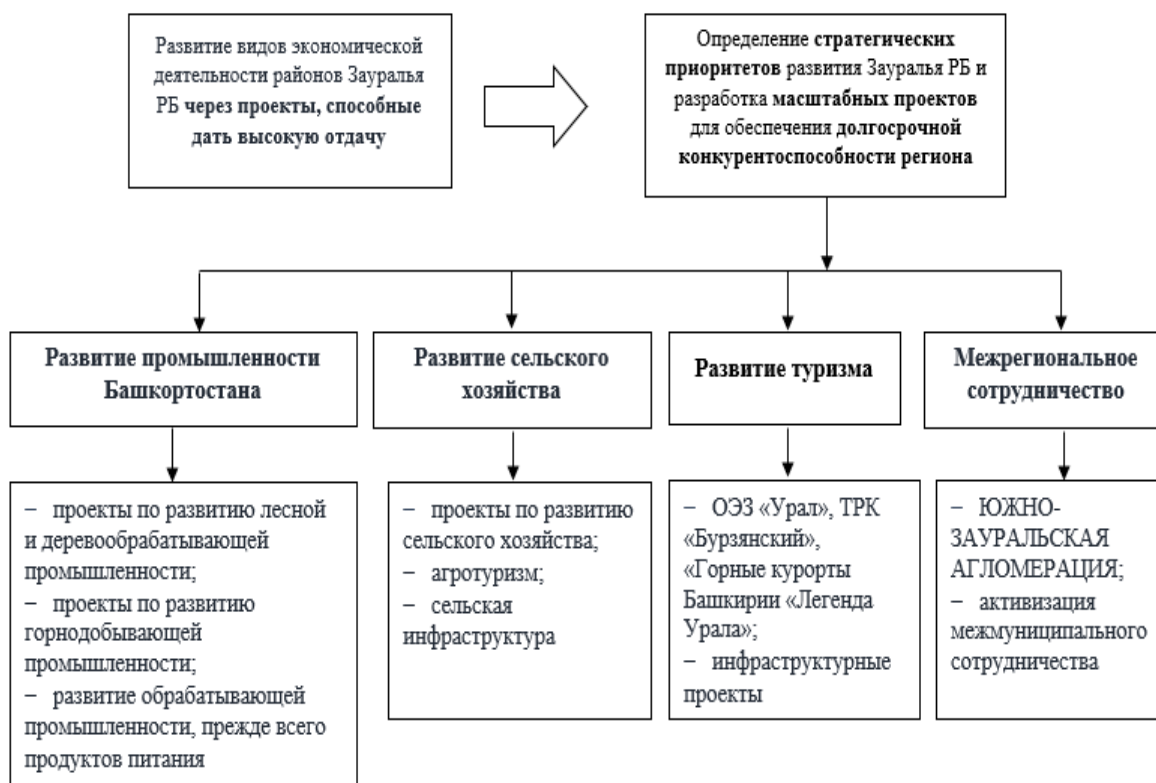 Развитие видов экономической
деятельности районов Зауралья
РБ через проекты, способные
дать высокую отдачу
Определение стратегических
приоритетов развития Зауралья РБ и
разработка масштабных проектов
для обеспечения долгосрочной
конкурентоспособности региона
Развитие промышленности
Башкортостана
Развитие сельского
хозяйства
Развитие туризма
Межрегиональное
сотрудничество
– проекты по развитию лесной
и деревообрабатывающей
промышленности;
– проекты по развитию
горнодобывающей
промышленности;
– развитие обрабатывающей
промышленности, прежде всего
продуктов питания
– проекты по развитию
сельского хозяйства;
– агротуризм;
– сельская
инфраструктура
– ОЭЗ «Урал», ТРК
«Бурзянский»,
«Горные курорты
Башкирии «Легенда
Урала»;
– инфраструктурные
проекты
– ЮЖНО-
ЗАУРАЛЬСКАЯ
АГЛОМЕРАЦИЯ;
– активизация
межмуниципального
сотрудничества